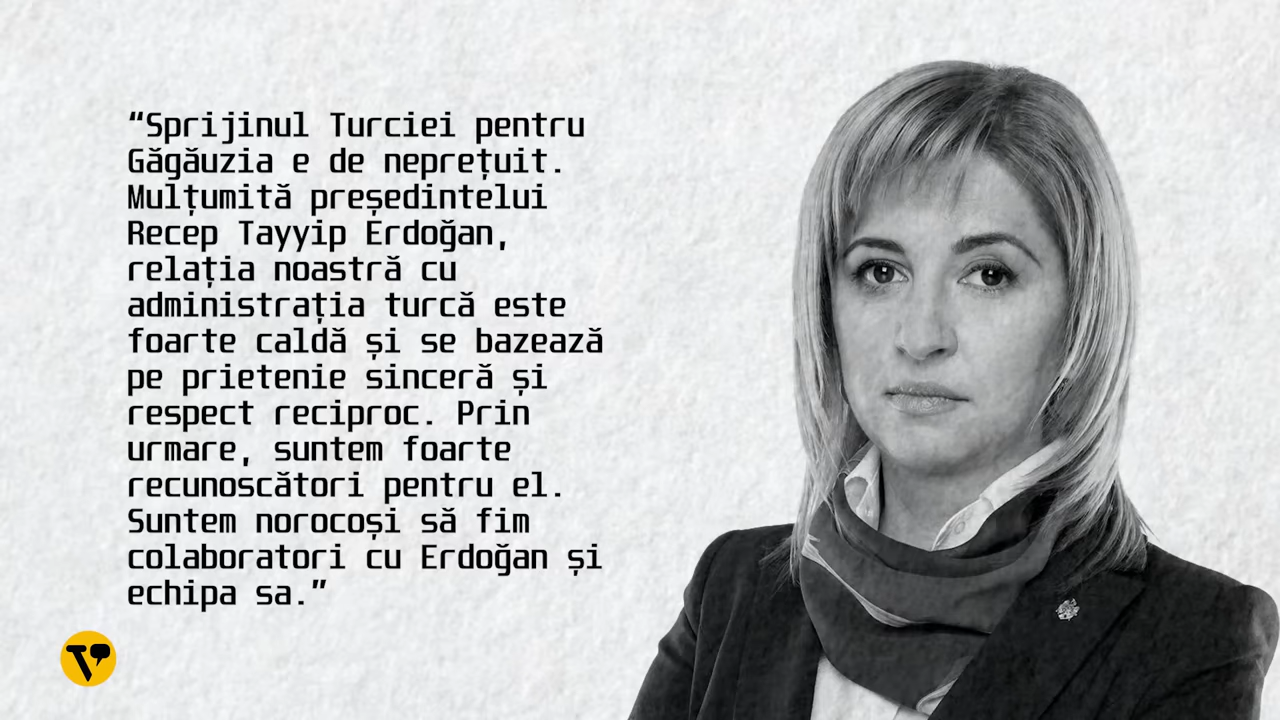 “Sprijinul Turciei pentru
Găgăuzia e de neprețuit.
Mulțumită președintelui
Recep Tayyip Erdoğan,
relația noastră cu
administrația turcă este
foarte caldă și se bazează
pe prietenie sinceră și
respect reciproc. Prin
urmare, suntem foarte
recunoscători pentru el.
Suntem norocoși să fim
colaboratori cu Erdoğan și
echipa sa.”